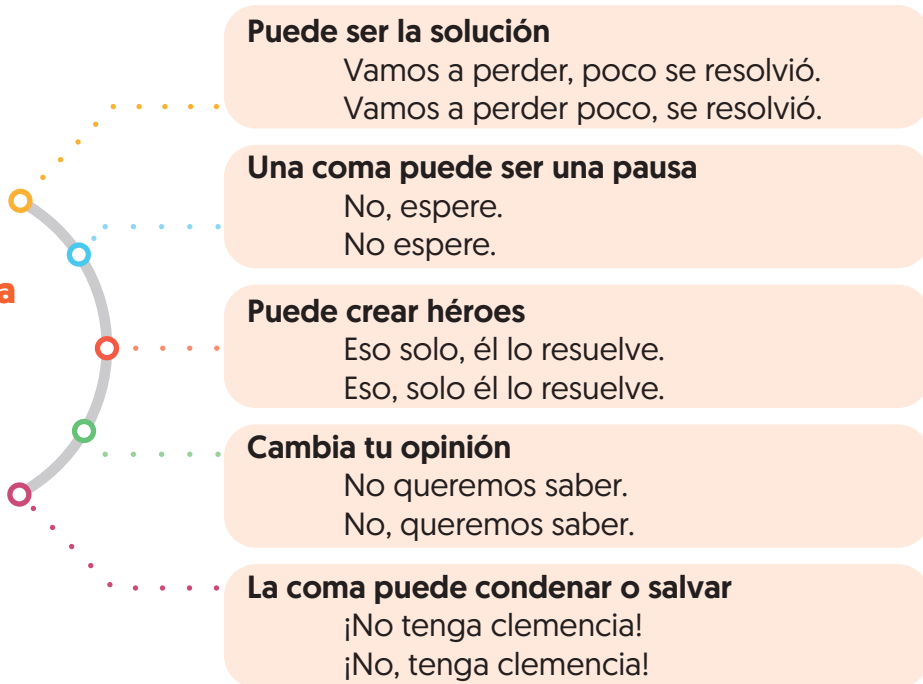 Puede ser la solución
Vamos a perder, poco se resolvió.
Vamos a perder poco, se resolvió.
Una coma puede ser una pausa
No, espere.
No espere.
a
Puede crear héroes
Eso solo, él lo resuelve.
Eso, solo él lo resuelve.
Cambia tu opinión
No queremos saber.
No, queremos saber.
La coma puede condenar o salvar
¡No tenga clemencia!
¡No, tenga clemencia!